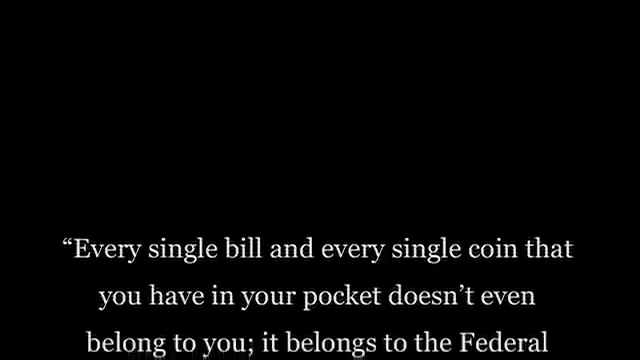 “Every single bill and every single coin that
you have in your pocket doesn’t even
belong to you; it belongs to the Federal